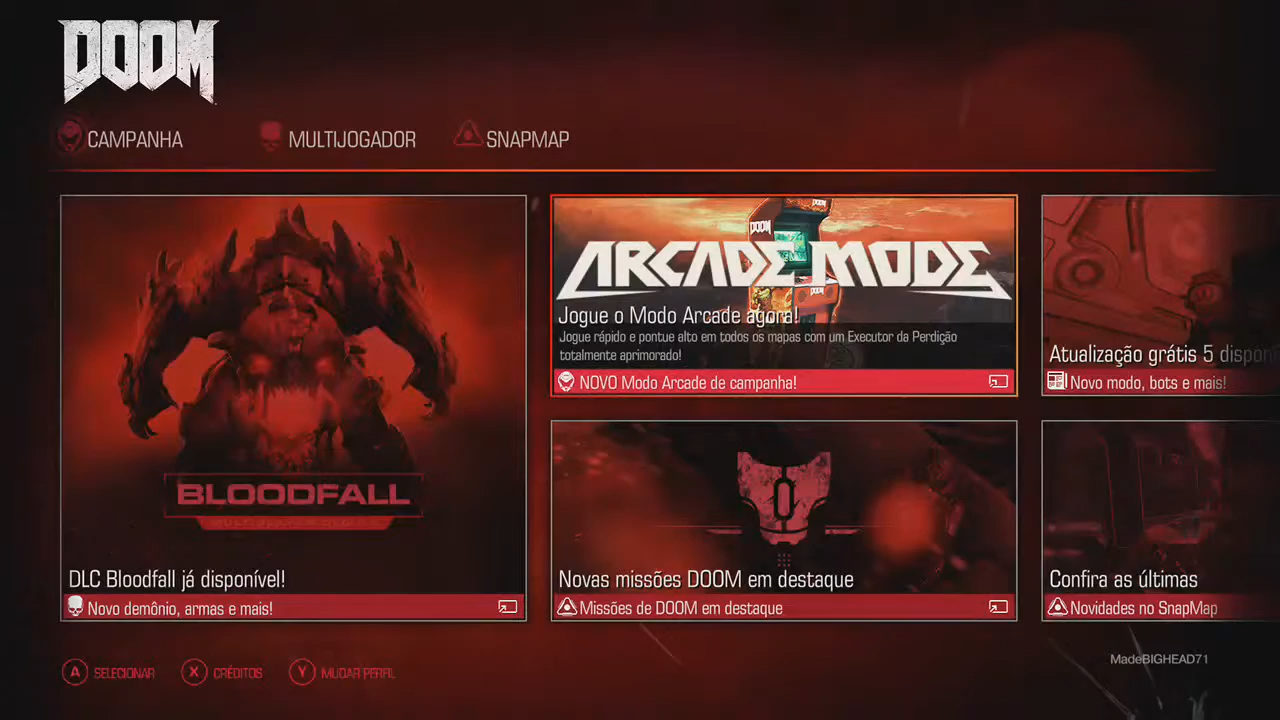 DOOM
CAMPANHA
MULTIJOGADOR
SNAPMAP
BLOODFALL
DLC Bloodfall já disponível!
Novo demônio, armas e mais!
DOOM
DOOM
ARCADE MODE
DOOM
Jogue o Modo Arcade agora!
Jogue rápido e pontue alto em todos os mapas com um Executor da Perdição
totalmente aprimorado!
NOVO Modo Arcade de campanha!
Novas missões DOOM em destaque
Missões de DOOM em destaque
Atualização grátis 5 dispon
Novo modo, bots e mais!
Confira as últimas
Novidades no SnapMap
A SELECIONAR
X CRÉDITOS
Y MUDAR PERFIL
MadeBIGHEAD71